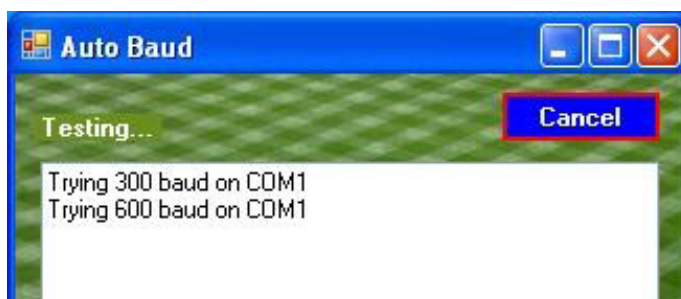 Auto Baud
Testing...
Cancel
Trying 300 baud on COM1
Trying 600 baud on COM1